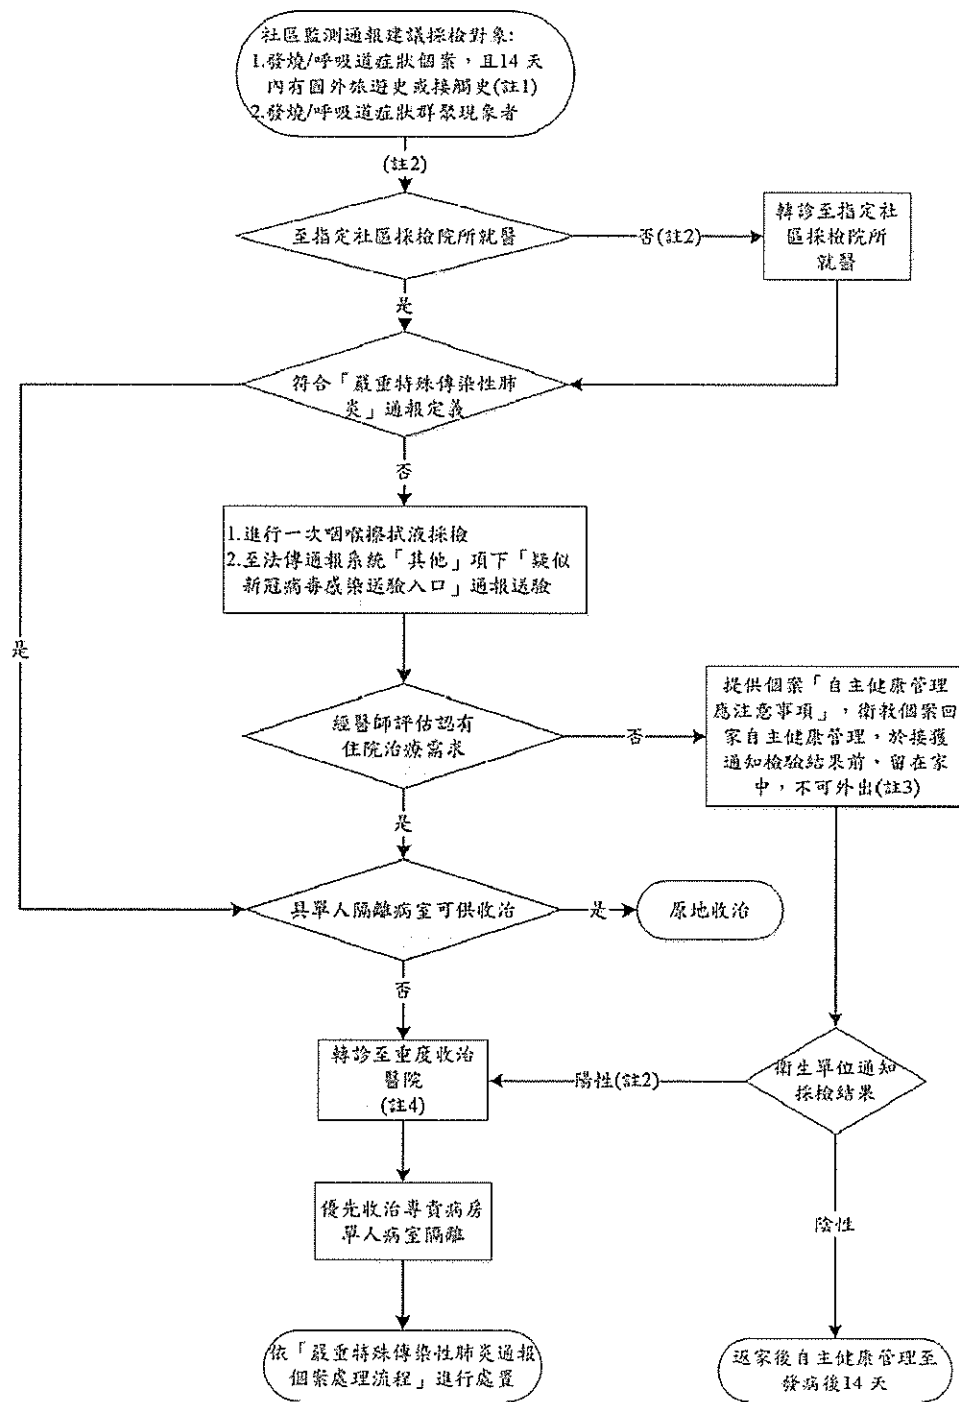 社區監測通報建議採檢對象:
1.發燒/呼吸道症狀個案，且14 天
內有國外旅遊史或接觸史(註1)
2.發燒/呼吸道症狀群聚現象者
(註2)
至指定社區採檢院所就醫
否(註2)
轉診至指定社
區採檢院所
就醫
是
符合「嚴重特殊傳染性肺
炎」通報定義
否
1.進行一次咽喉擦拭液採檢
2.至法傳通報系統「其他」項下「疑似
新冠病毒感染送驗入口」通報送驗
是
經醫師評估認有
住院治療需求
否
提供個案「自主健康管理
應注意事項」，衛教個案回
家自主健康管理，於接獲
通知檢驗結果前，留在家
中，不可外出(註3)
是
具單人隔離病室可供收治
是
原地收治
否
轉診至重度收治
醫院
(註4)
陽性(註2)
衛生單位通知
採檢結果
優先收治專責病房
單人病室隔離
陰性
依「嚴重特殊傳染性肺炎通報
個案處理流程」進行處置
返家後自主健康管理至
發病後14 天